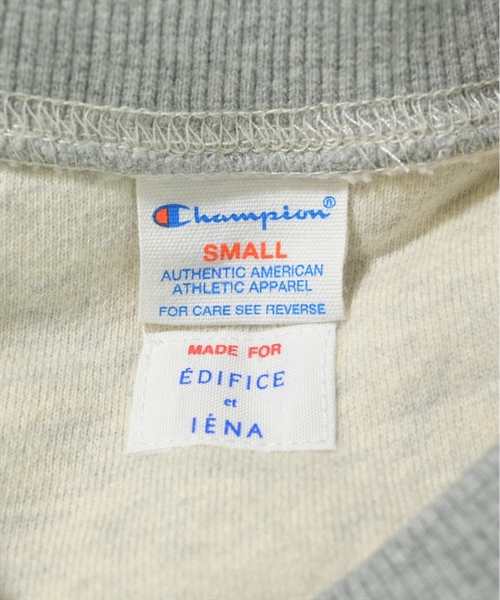 Champion®
SMALL
AUTHENTIC AMERICAN
ATHLETIC APPAREL
FOR CARE SEE REVERSE
MADE FOR
ÉDIFICE
et
IÉNA